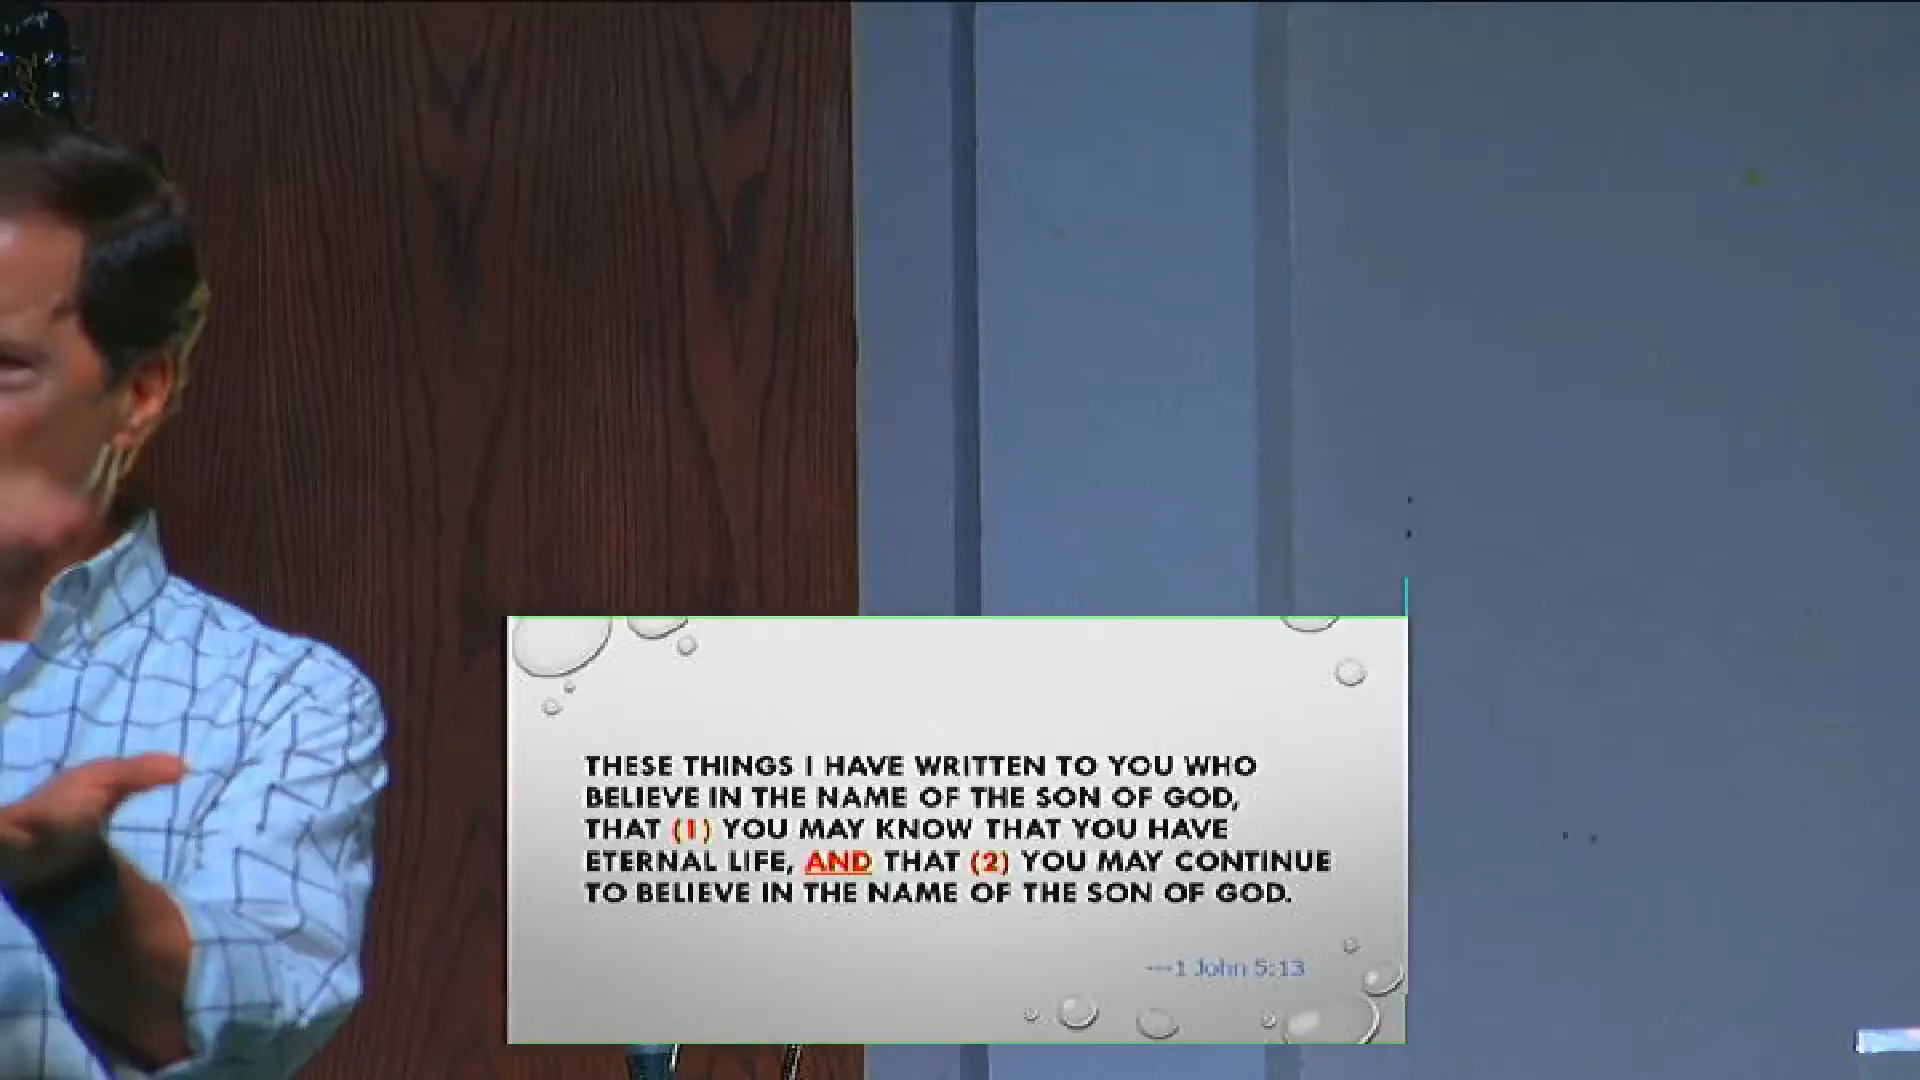 THESE THINGS I HAVE WRITTEN TO YOU WHO
BELIEVE IN THE NAME OF THE SON OF GOD,
THAT (1) YOU MAY KNOW THAT YOU HAVE
ETERNAL LIFE, AND THAT (2) YOU MAY CONTINUE
TO BELIEVE IN THE NAME OF THE SON OF GOD.
---1 John 5:13